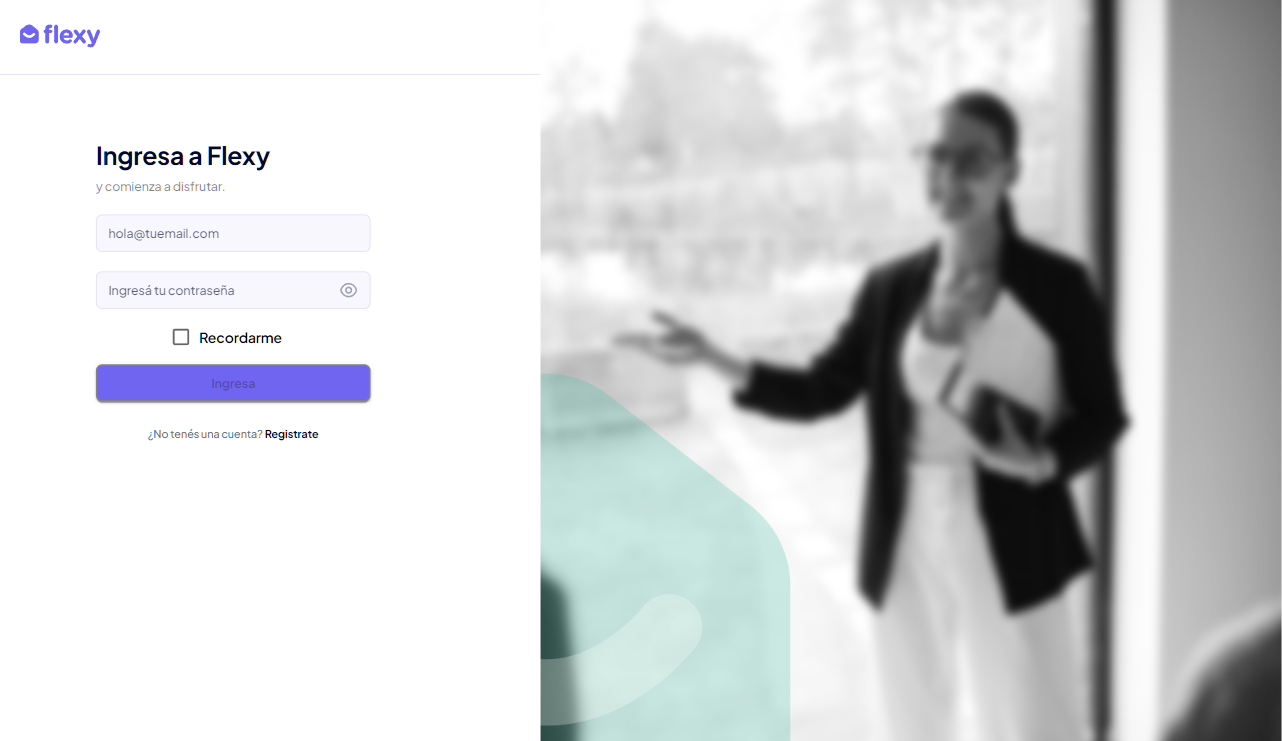 flexy
Ingresa a Flexy
y comienza a disfrutar.
hola@tuemail.com
Ingresá tu contraseña
Recordarme
Ingresa
¿No tenés una cuenta? Registrate